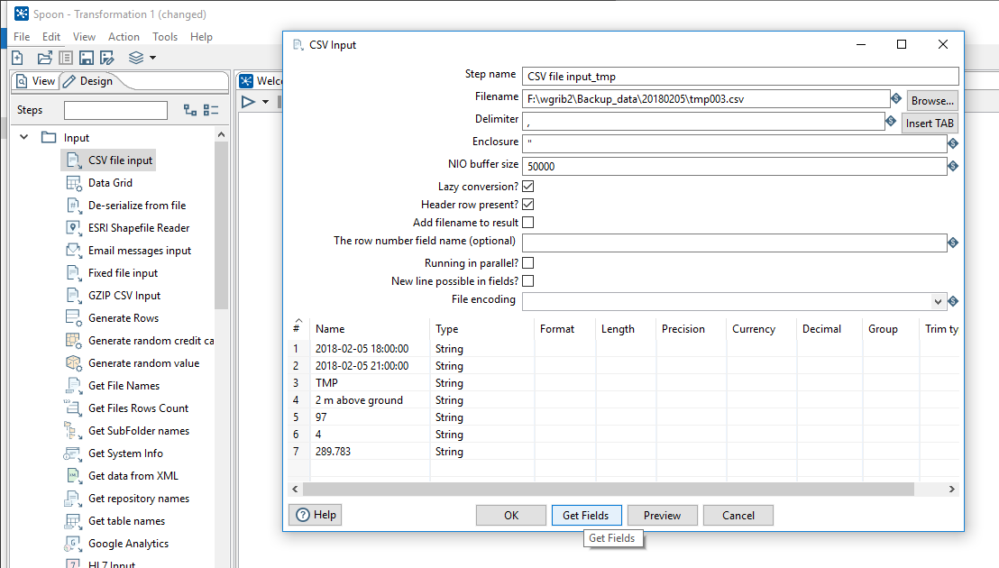 Spoon - Transformation 1 (changed)
File Edit View Action Tools Help
View Design
Steps
Input
CSV file input
Data Grid
De-serialize from file
ESRI Shapefile Reader
Email messages input
Fixed file input
GZIP CSV Input
Generate Rows
Generate random credit ca
Generate random value
Get File Names
Get Files Rows Count
Get SubFolder names
Get System Info
Get data from XML
Get repository names
Get table names
Google Analytics
HL7 Input
Welc
CSV Input
Step name CSV file input_tmp
Filename F:\wgrib2\Backup_data\20180205\tmp003.csv Browse...
Delimiter , Insert TAB
Enclosure "
NIO buffer size 50000
Lazy conversion?
Header row present?
Add filename to result
The row number field name (optional)
Running in parallel?
New line possible in fields?
File encoding
# Name Type Format Length Precision Currency Decimal Group Trim ty
1 2018-02-05 18:00:00 String
2 2018-02-05 21:00:00 String
3 TMP String
4 2 m above ground String
5 97 String
6 4 String
7 289.783 String
Help OK Get Fields Preview Cancel
Get Fields